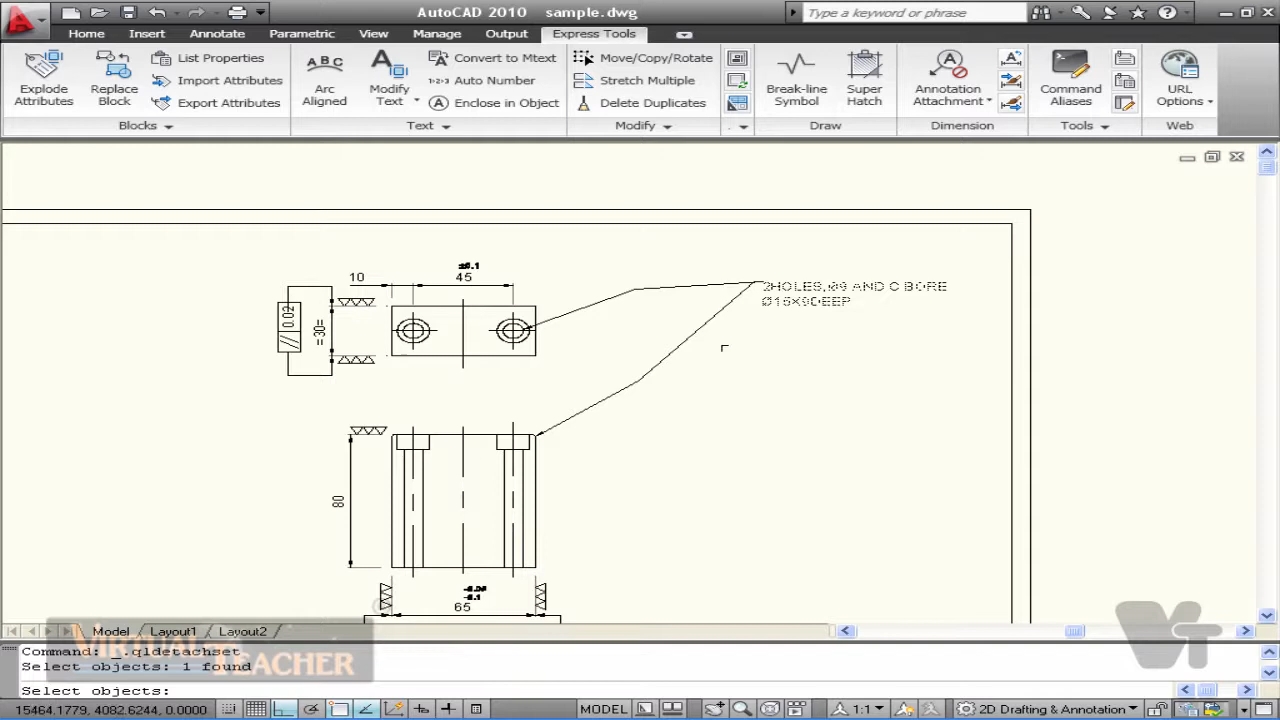 AutoCAD 2010 sample.dwg
Type a keyword or phrase
Home Insert Annotate Parametric View Manage Output Express Tools
Explode Attributes
Replace Block
List Properties
Import Attributes
Export Attributes
Blocks
Arc Aligned
Modify Text
Convert to Mtext
Auto Number
Enclose in Object
Text
Move/Copy/Rotate
Stretch Multiple
Delete Duplicates
Modify
Break-line Symbol
Super Hatch
Draw
Annotation Attachment
Dimension
Command Aliases
Tools
URL Options
Web
10
45
0.02
=30=
2HOLES,Ø9 AND C BORE
Ø15X9DEEP
80
65
Model Layout1 Layout2
VIRTUAL TEACHER
VT
Select objects: 1 found
Select objects:
15464.1779, 4082.6244, 0.0000
MODEL
1:1
2D Drafting & Annotation